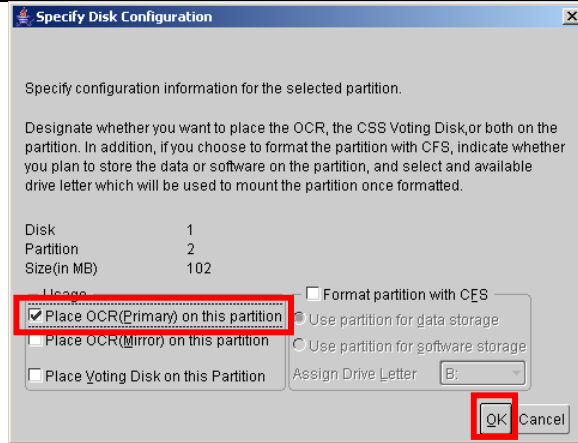 Specify Disk Configuration
Specify configuration information for the selected partition.
Designate whether you want to place the OCR, the CSS Voting Disk,or both on the
partition. In addition, if you choose to format the partition with CFS, indicate whether
you plan to store the data or software on the partition, and select and available
drive letter which will be used to mount the partition once formatted.
Disk 1
Partition 2
Size(in MB) 102
Usage
Format partition with CFS
Place OCR(Primary) on this partition
Use partition for data storage
Place OCR(Mirror) on this partition
Use partition for software storage
Place Voting Disk on this Partition
Assign Drive Letter B:
OK Cancel